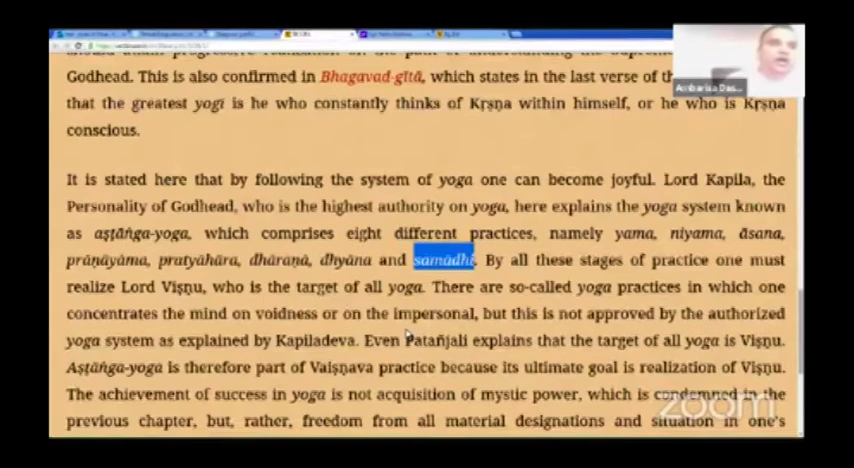 Godhead. This is also confirmed in Bhagavad-gītā, which states in the last verse of th
that the greatest yogī is he who constantly thinks of Kṛṣṇa within himself, or he who is Kṛṣṇa
conscious.
It is stated here that by following the system of yoga one can become joyful. Lord Kapila, the
Personality of Godhead, who is the highest authority on yoga, here explains the yoga system known
as aṣṭāṅga-yoga, which comprises eight different practices, namely yama, niyama, āsana,
prāṇāyāma, pratyāhāra, dhāraṇā, dhyāna and samādhi. By all these stages of practice one must
realize Lord Viṣṇu, who is the target of all yoga. There are so-called yoga practices in which one
concentrates the mind on voidness or on the impersonal, but this is not approved by the authorized
yoga system as explained by Kapiladeva. Even Patañjali explains that the target of all yoga is Viṣṇu.
Aṣṭāṅga-yoga is therefore part of Vaiṣṇava practice because its ultimate goal is realization of Viṣṇu.
The achievement of success in yoga is not acquisition of mystic power, which is condemned in the
previous chapter, but, rather, freedom from all material designations and situation in one's
Ambarisa Das...
zoom